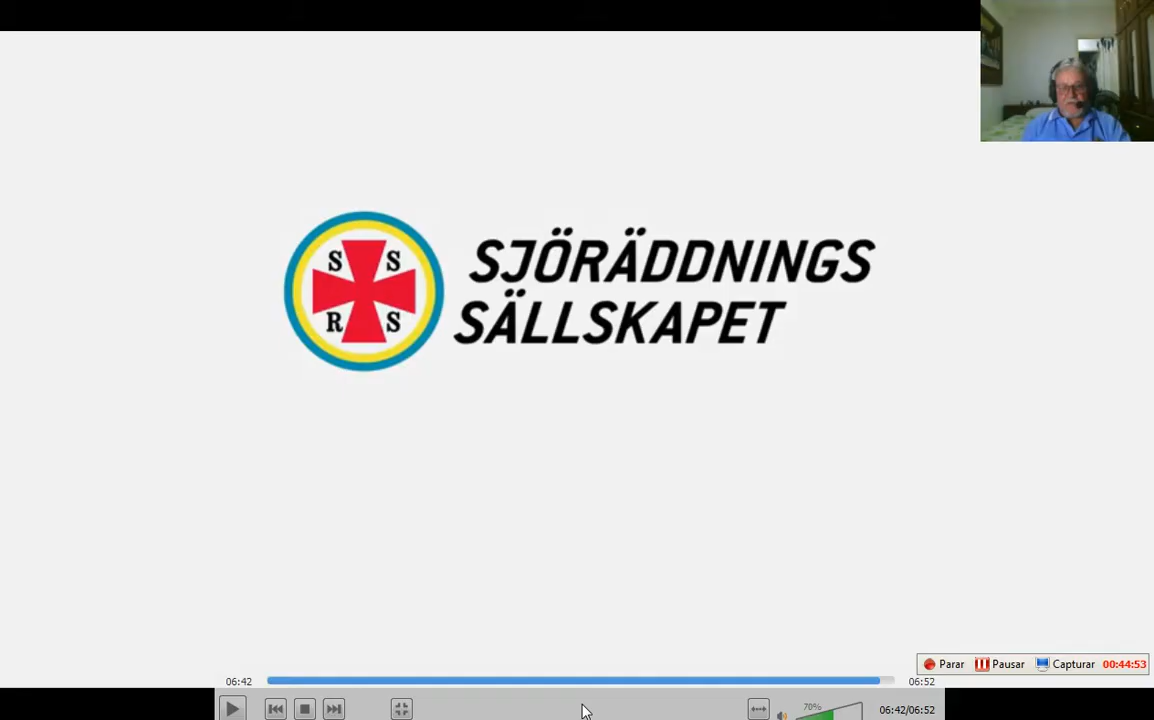 S S
R S
SJÖRÄDDNINGS
SÄLLSKAPET
Parar Pausar Capturar 00:44:53
06:42 06:52
70% 06:42/06:52